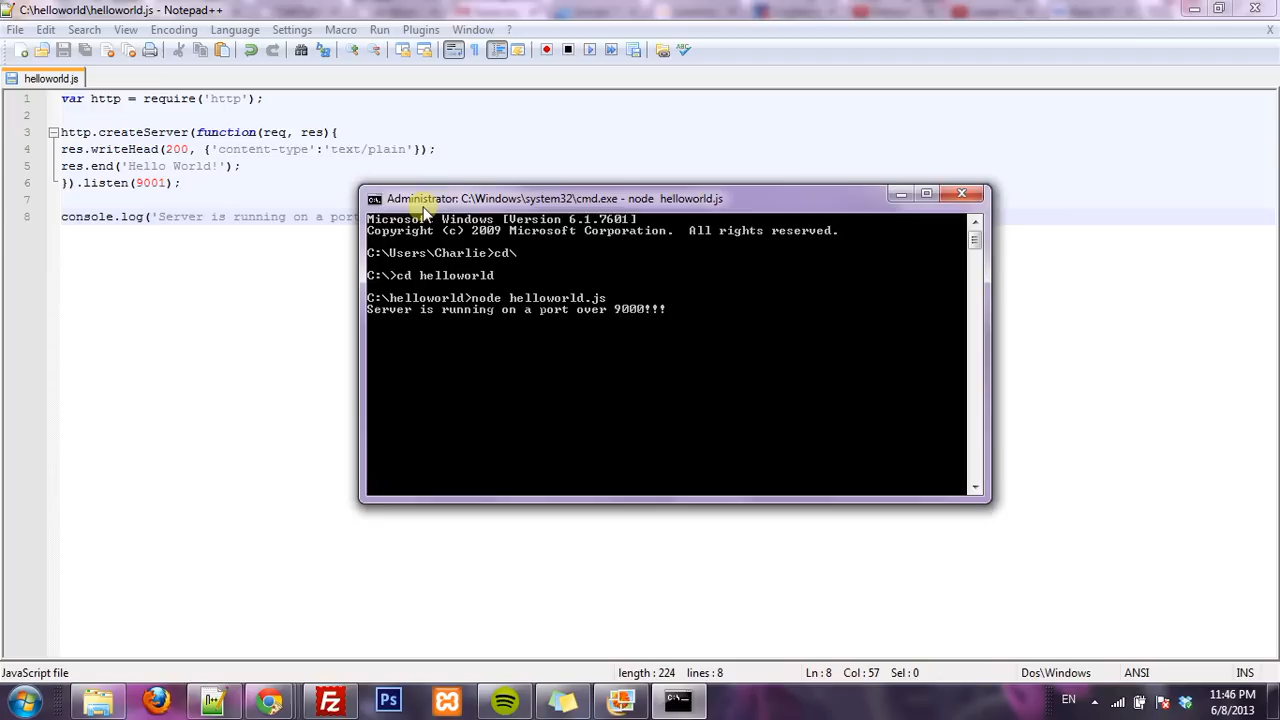 C:\helloworld\helloworld.js - Notepad++
File Edit Search View Encoding Language Settings Macro Run Plugins Window ? X
helloworld.js
1 var http = require('http');
2
3 http.createServer(function(req, res){
4 res.writeHead(200, {'content-type':'text/plain'});
5 res.end('Hello World!');
6 }).listen(9001);
7
8 console.log('Server is running on a port
Administrator: C:\Windows\system32\cmd.exe - node helloworld.js
Microsoft Windows [Version 6.1.7601]
Copyright (c) 2009 Microsoft Corporation. All rights reserved.
C:\Users\Charlie>cd\
C:\>cd helloworld
C:\helloworld>node helloworld.js
Server is running on a port over 9000!!!
JavaScript file length : 224 lines : 8 Ln : 8 Col : 57 Sel : 0 Dos\Windows ANSI INS
N++ Fz Ps C:\. EN 11:46 PM
6/8/2013